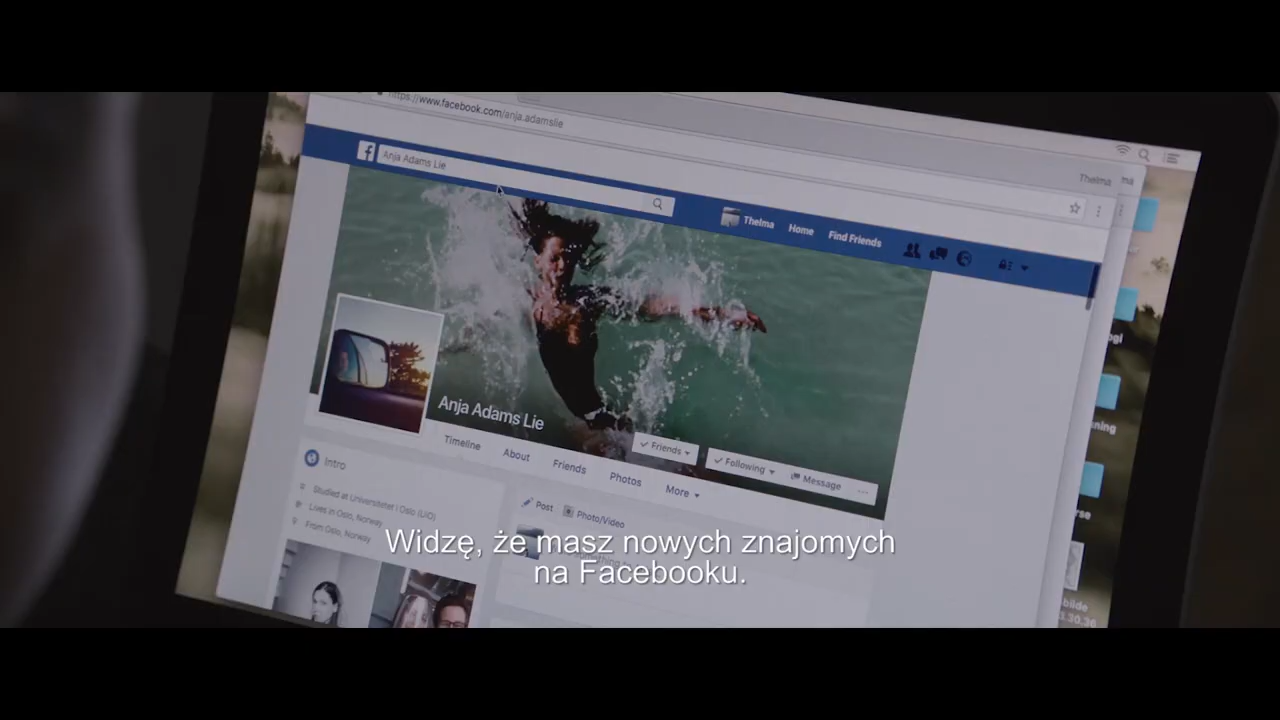 https://www.facebook.com/anja.adamslie
Thelma
Anja Adams Lie
Thelma Home Find Friends
Anja Adams Lie
Friends Following Message
Timeline About Friends Photos More
Intro
Studied at Universitetet i Oslo (UiO)
Lives in Oslo, Norway
From Oslo, Norway
Post Photo/Video
Widzę, że masz nowych znajomych
na Facebooku.